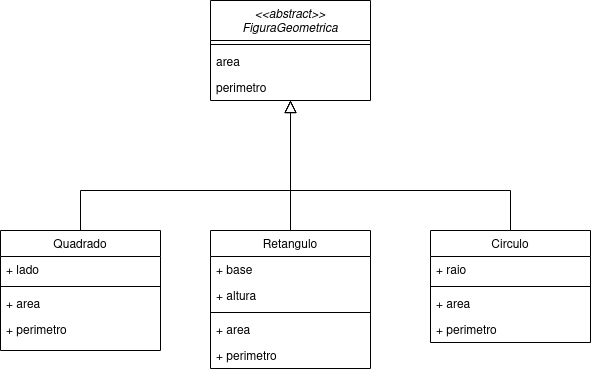 <<abstract>>
FiguraGeometrica
area
perimetro
Quadrado
+ lado
+ area
+ perimetro
Retangulo
+ base
+ altura
+ area
+ perimetro
Circulo
+ raio
+ area
+ perimetro